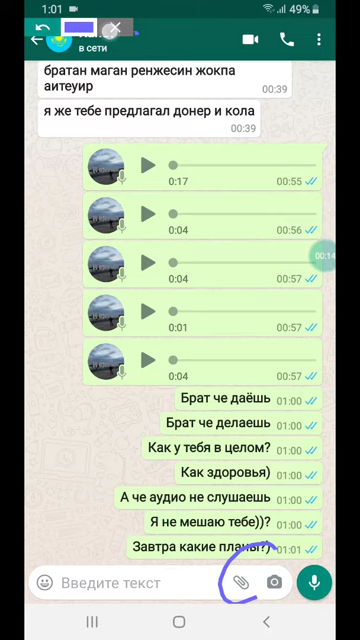 1:01
49%
в сети
братан маган ренжесин жокпа
аитеуир
00:39
я же тебе предлагал донер и кола
00:39
0:17 00:55
0:04 00:56
0:04 00:57
00:14
0:01 00:57
0:04 00:57
Брат че даёшь 01:00
Брат че делаешь 01:00
Как у тебя в целом? 01:00
Как здоровья) 01:00
А че аудио не слушаешь 01:00
Я не мешаю тебе))? 01:00
Завтра какие планы?) 01:01
Введите текст